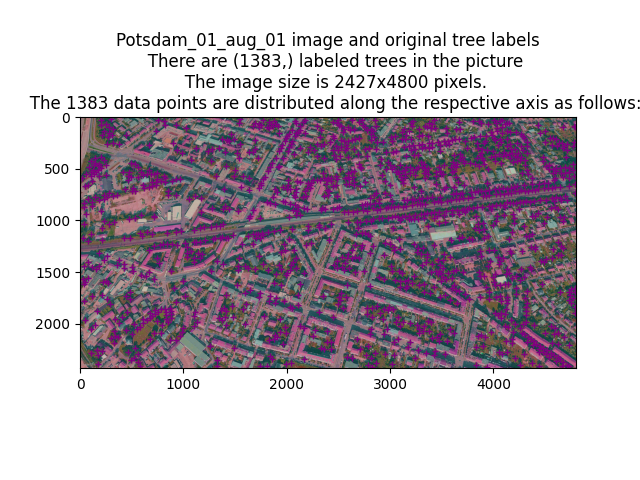 Potsdam_01_aug_01 image and original tree labels
There are (1383,) labeled trees in the picture
The image size is 2427x4800 pixels.
The 1383 data points are distributed along the respective axis as follows:
0
500
1000
1500
2000
0 1000 2000 3000 4000